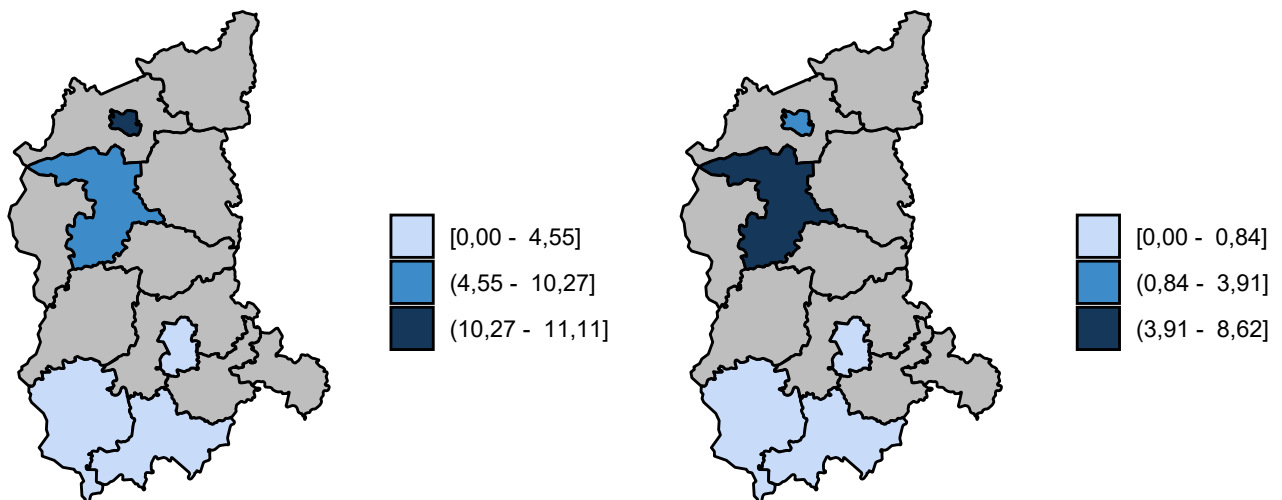 [0,00 - 4,55]
(4,55 - 10,27]
(10,27 - 11,11]
[0,00 - 0,84]
(0,84 - 3,91]
(3,91 - 8,62]